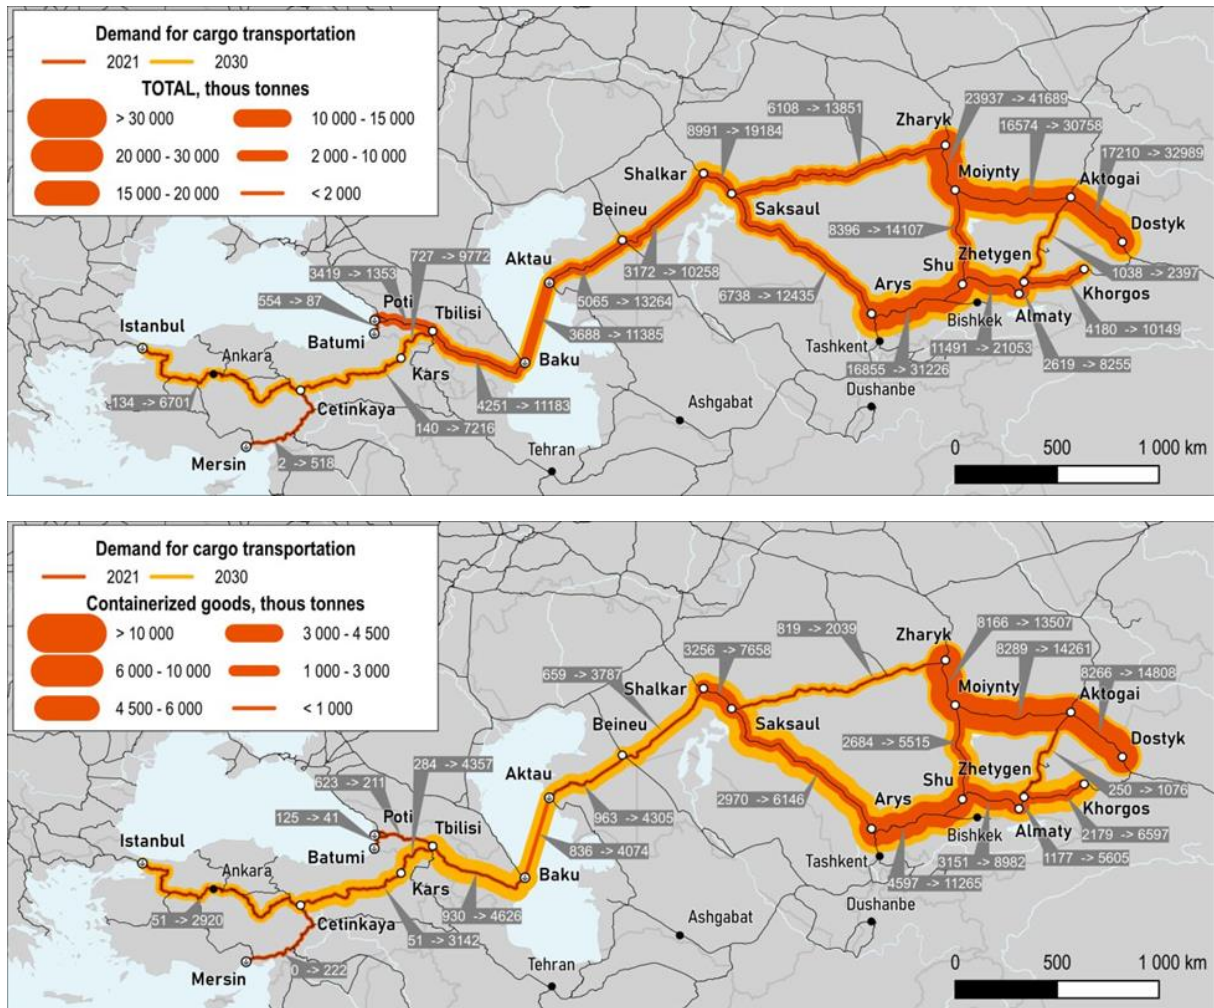 Demand for cargo transportation
2021 2030
TOTAL, thous tonnes
> 30 000 10 000 - 15 000
20 000 - 30 000 2 000 - 10 000
15 000 - 20 000 < 2 000
6108 -> 13851
Zharyk
23937 -> 41689
16574 -> 30758
8991 -> 19184
17210 -> 32989
Shalkar
Moiynty
Aktogai
Beineu
Saksaul
Dostyk
727 -> 9772
8396 -> 14107
Aktau
3419 -> 1353
3172 -> 10258
Shu
Zhetygen
1038 -> 2397
554 -> 87
Poti
5065 -> 13264
6738 -> 12435
Arys
Khorgos
Istanbul
Batumi
Tbilisi
3688 -> 11385
Bishkek
Almaty
4180 -> 10149
Ankara
Baku
Tashkent
11491 -> 21053
Kars
16855 -> 31226
2619 -> 8255
134 -> 6701
Cetinkaya
4251 -> 11183
Dushanbe
140 -> 7216
Ashgabat
Mersin
2 -> 518
Tehran
0 500 1 000 km
Demand for cargo transportation
2021 2030
Containerized goods, thous tonnes
> 10 000 3 000 - 4 500
6 000 - 10 000 1 000 - 3 000
4 500 - 6 000 < 1 000
819 -> 2039
Zharyk
8166 -> 13507
8289 -> 14261
3256 -> 7658
8266 -> 14808
659 -> 3787
Shalkar
Moiynty
Aktogai
Beineu
Saksaul
Dostyk
284 -> 4357
2684 -> 5515
Aktau
623 -> 211
Shu
Zhetygen
250 -> 1076
125 -> 41
Poti
963 -> 4305
2970 -> 6146
Arys
Khorgos
Istanbul
Batumi
Tbilisi
836 -> 4074
Bishkek
Almaty
2179 -> 6597
Ankara
Baku
Tashkent
3151 -> 8982
Kars
4597 -> 11265
1177 -> 5605
51 -> 2920
Cetinkaya
930 -> 4626
Dushanbe
51 -> 3142
Ashgabat
Mersin
0 -> 222
Tehran
0 500 1 000 km